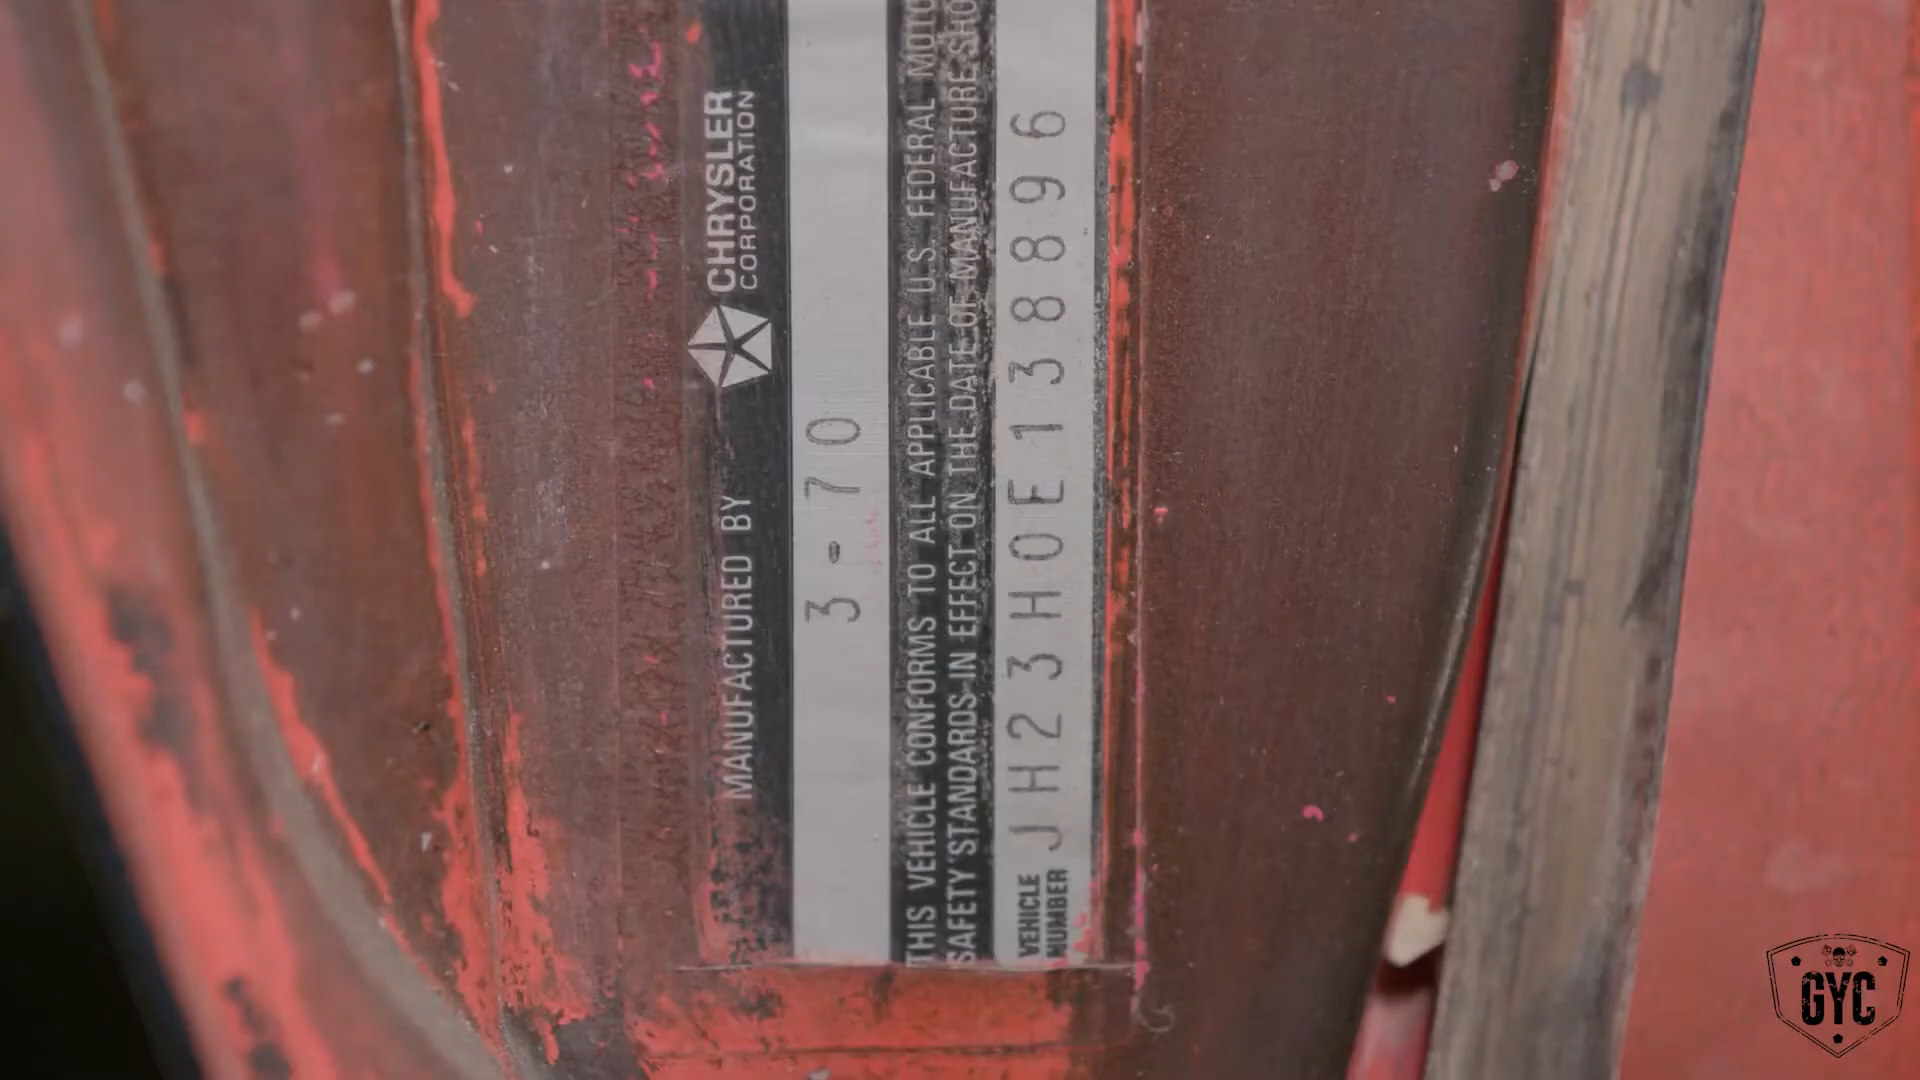 MANUFACTURED BY CHRYSLER
CORPORATION
3-70
THIS VEHICLE CONFORMS TO ALL APPLICABLE U.S. FEDERAL MOTO
SAFETY STANDARDS IN EFFECT ON THE DATE OF MANUFACTURE SHO
VEHICLE
NUMBER
JH23H0E138896
GYC